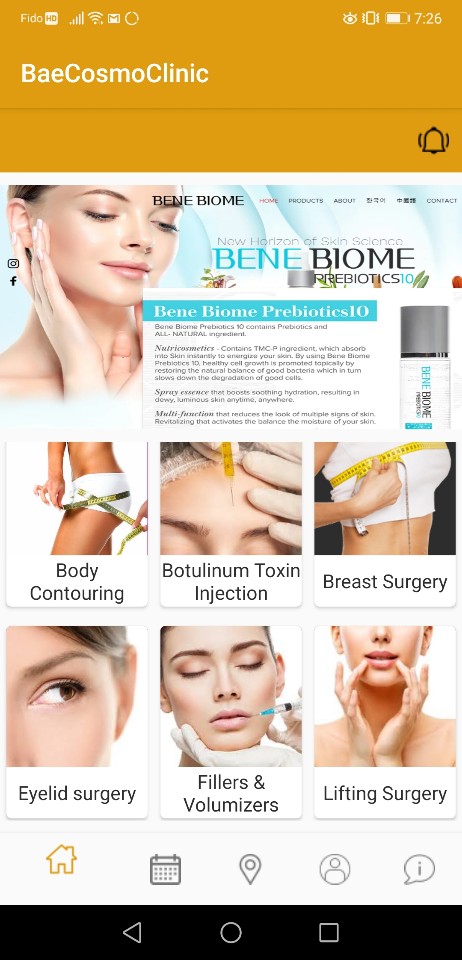 Fido HD 7:26
BaeCosmoClinic
BENE BIOME HOME PRODUCTS ABOUT 한국어 中國語 CONTACT
New Horizon of Skin Science
BENE BIOME
PREBIOTICS10
Bene Biome Prebiotics10
Bene Biome Prebiotics 10 contains Prebiotics and
ALL- NATURAL ingredient.
Nutricosmetics - Contains TMC-P ingredient, which absorb
into Skin instantly to energize your skin. By using Bene Biome
Prebiotics 10, healthy cell growth is promoted topically by
restoring the natural balance of good bacteria which in turn
slows down the degradation of good cells.
Spray essence that boosts soothing hydration, resulting in
dewy, luminous skin anytime, anywhere.
Multi-function that reduces the look of multiple signs of skin.
Revitalizing that activates the balance the moisture of your skin.
BENE BIOME
PREBIOTICS10
Body
Contouring
Botulinum Toxin
Injection
Breast Surgery
Eyelid surgery
Fillers &
Volumizers
Lifting Surgery